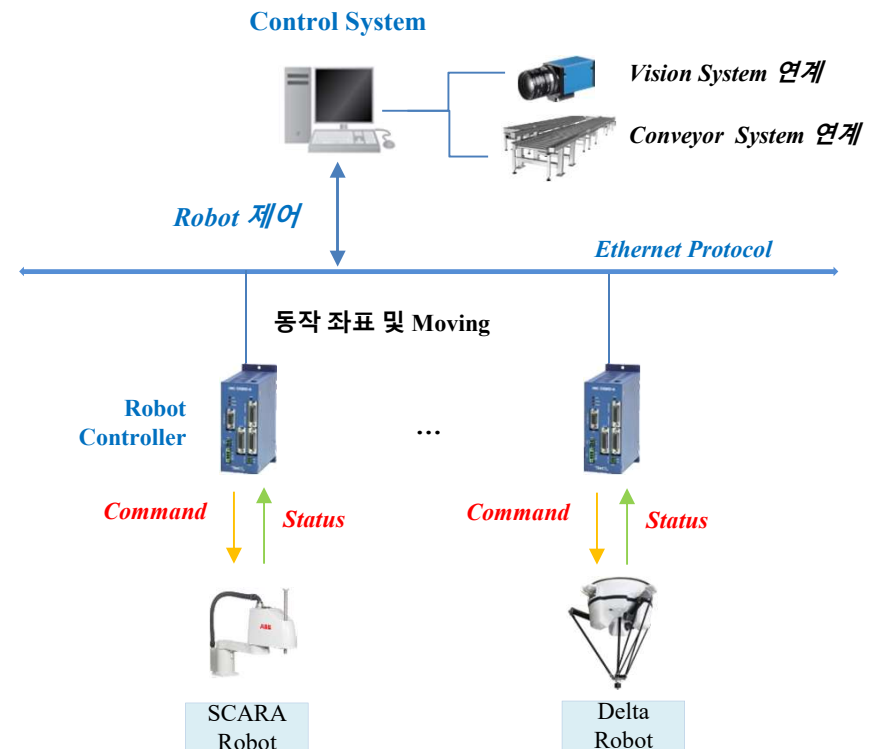 Control System
Vision System 연계
Conveyor System 연계
Robot 제어
Ethernet Protocol
동작 좌표 및 Moving
Robot
Controller
...
Command
Status
Command
Status
ABB
SCARA
Robot
Delta
Robot